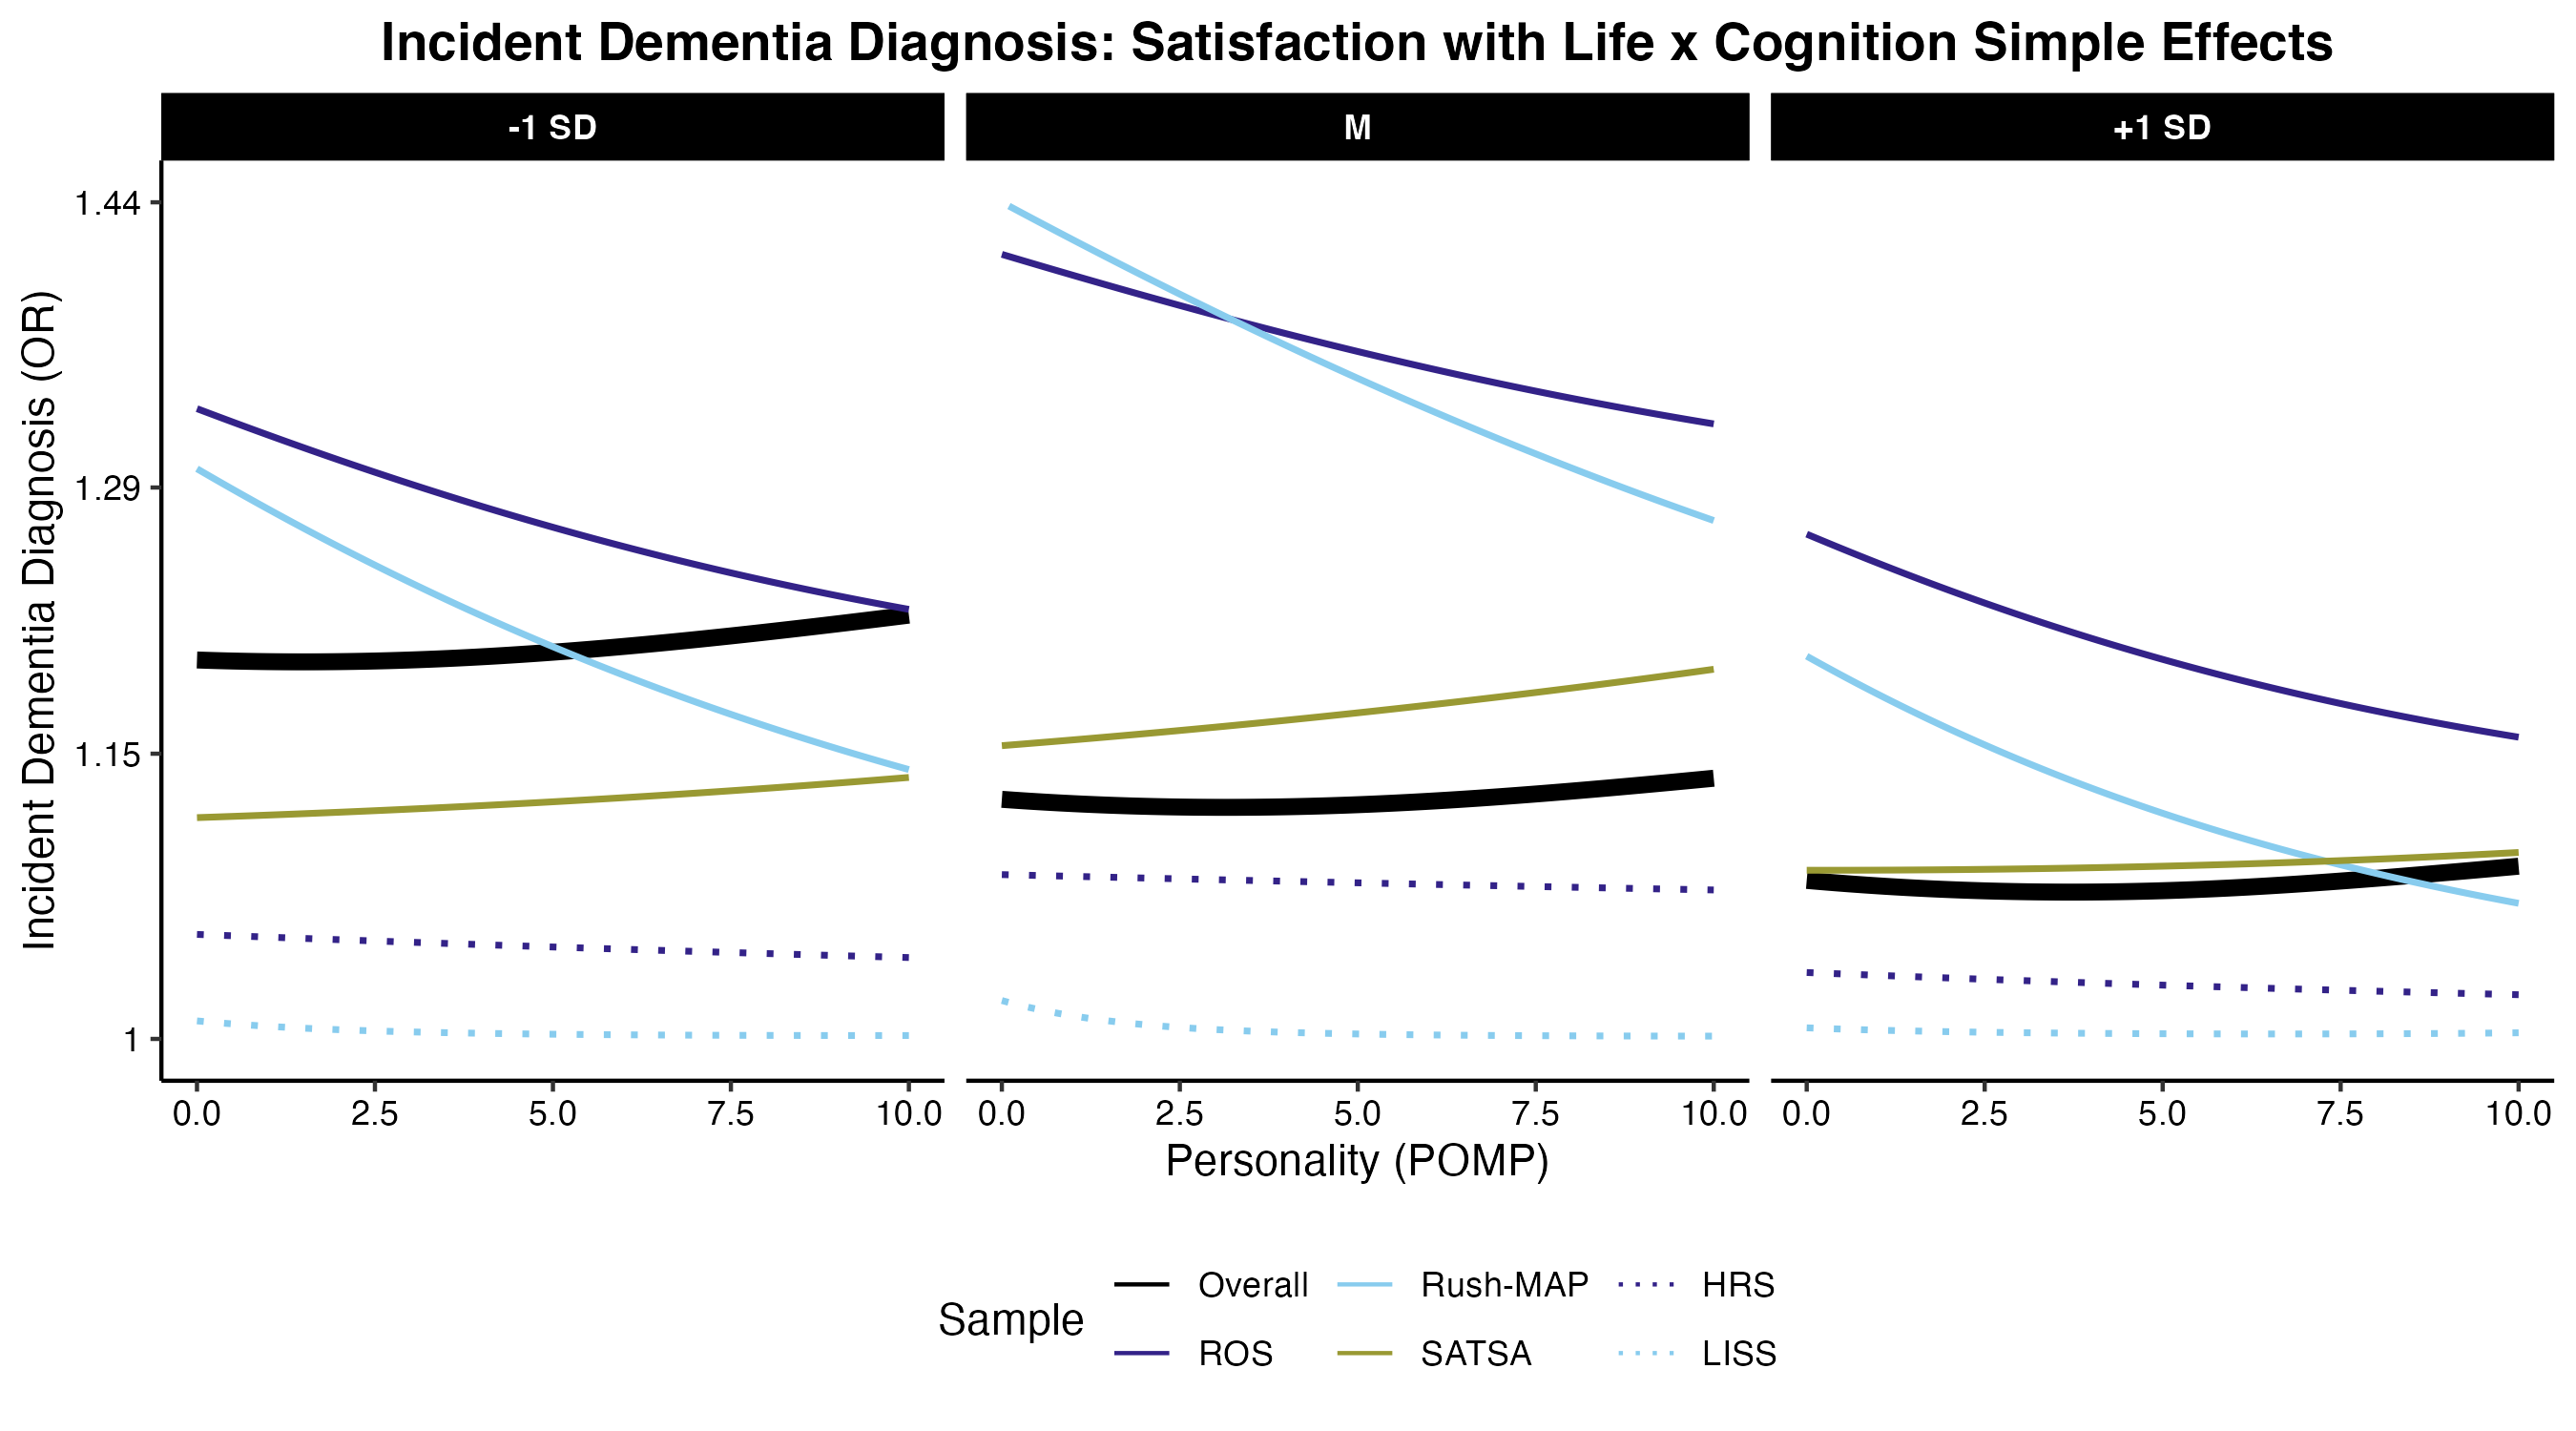 Incident Dementia Diagnosis: Satisfaction with Life x Cognition Simple Effects
-1 SD
M
+1 SD
Incident Dementia Diagnosis (OR)
1.44
1.29
1.15
1
0.0 2.5 5.0 7.5 10.0
0.0 2.5 5.0 7.5 10.0
0.0 2.5 5.0 7.5 10.0
Personality (POMP)
Sample
Overall Rush-MAP HRS
ROS SATSA LISS